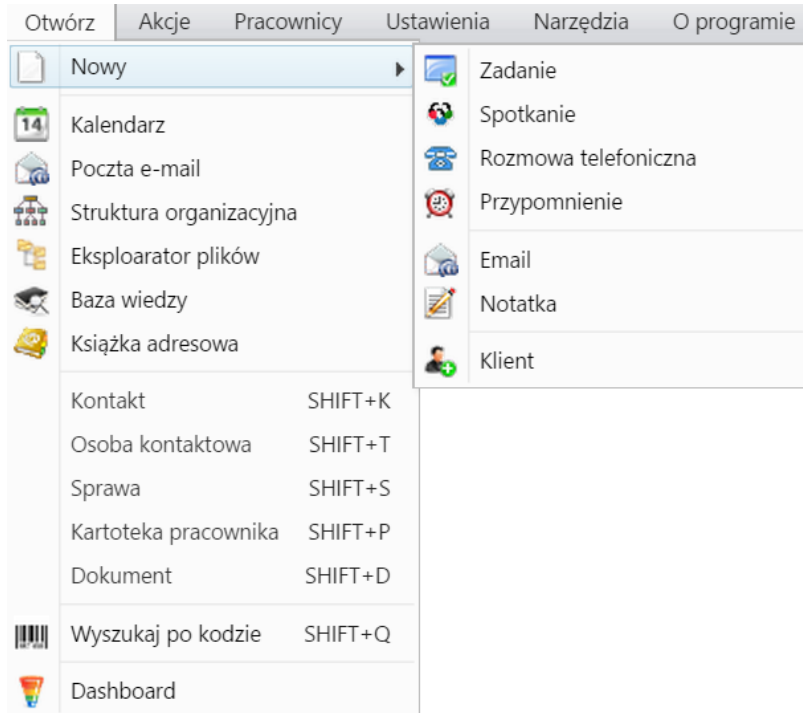 Otwórz Akcje Pracownicy Ustawienia Narzędzia O programie
Nowy
14 Kalendarz
Poczta e-mail
Struktura organizacyjna
Eksploarator plików
Baza wiedzy
Książka adresowa
Kontakt SHIFT+K
Osoba kontaktowa SHIFT+T
Sprawa SHIFT+S
Kartoteka pracownika SHIFT+P
Dokument SHIFT+D
Wyszukaj po kodzie SHIFT+Q
Dashboard
Zadanie
Spotkanie
Rozmowa telefoniczna
Przypomnienie
Email
Notatka
Klient